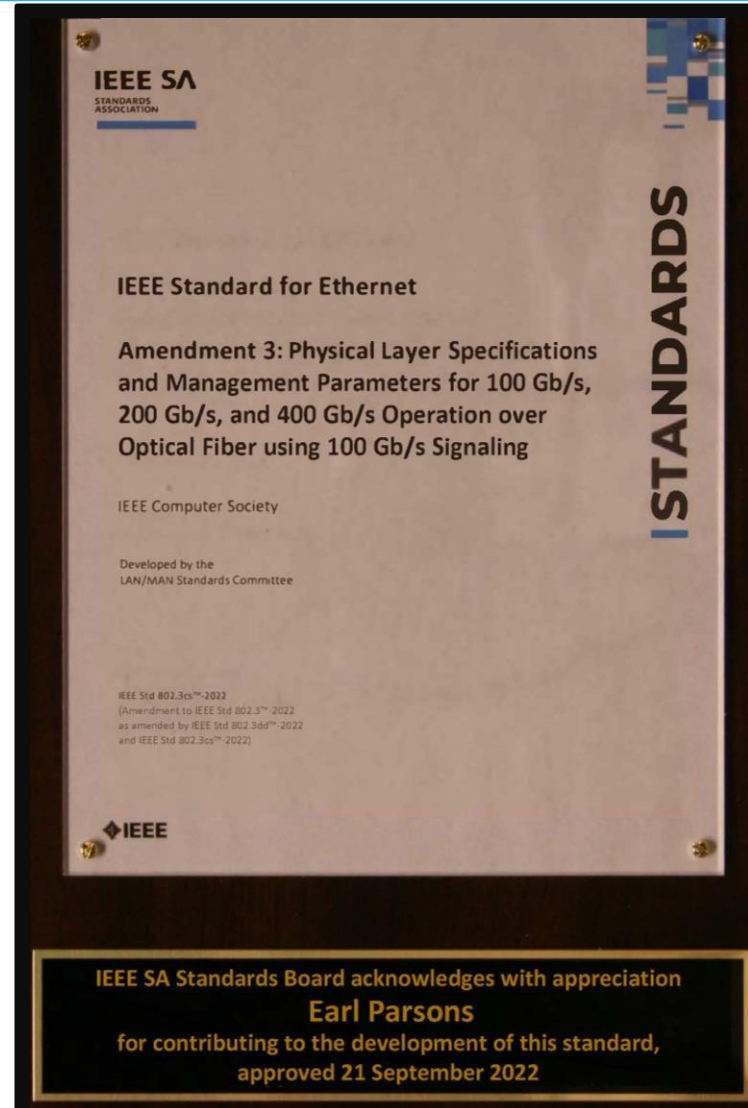 IEEE SA
STANDARDS
ASSOCIATION
STANDARDS
IEEE Standard for Ethernet
Amendment 3: Physical Layer Specifications
and Management Parameters for 100 Gb/s,
200 Gb/s, and 400 Gb/s Operation over
Optical Fiber using 100 Gb/s Signaling
IEEE Computer Society
Developed by the
LAN/MAN Standards Committee
IEEE Std 802.3cs™-2022
(Amendment to IEEE Std 802.3™-2022
as amended by IEEE Std 802.3dd™-2022
and IEEE Std 802.3cs™-2022)
IEEE
IEEE SA Standards Board acknowledges with appreciation
Earl Parsons
for contributing to the development of this standard,
approved 21 September 2022